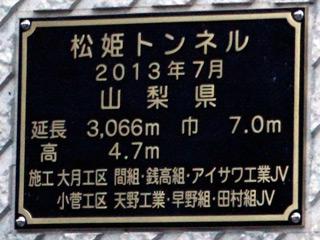 松姫トンネル
2013年7月
山梨県
延長 3,066m 巾 7.0m
高 4.7m
施工 大月工区 間組・銭高組・アイサワ工業JV
小菅工区 天野工業・早野組・田村組JV